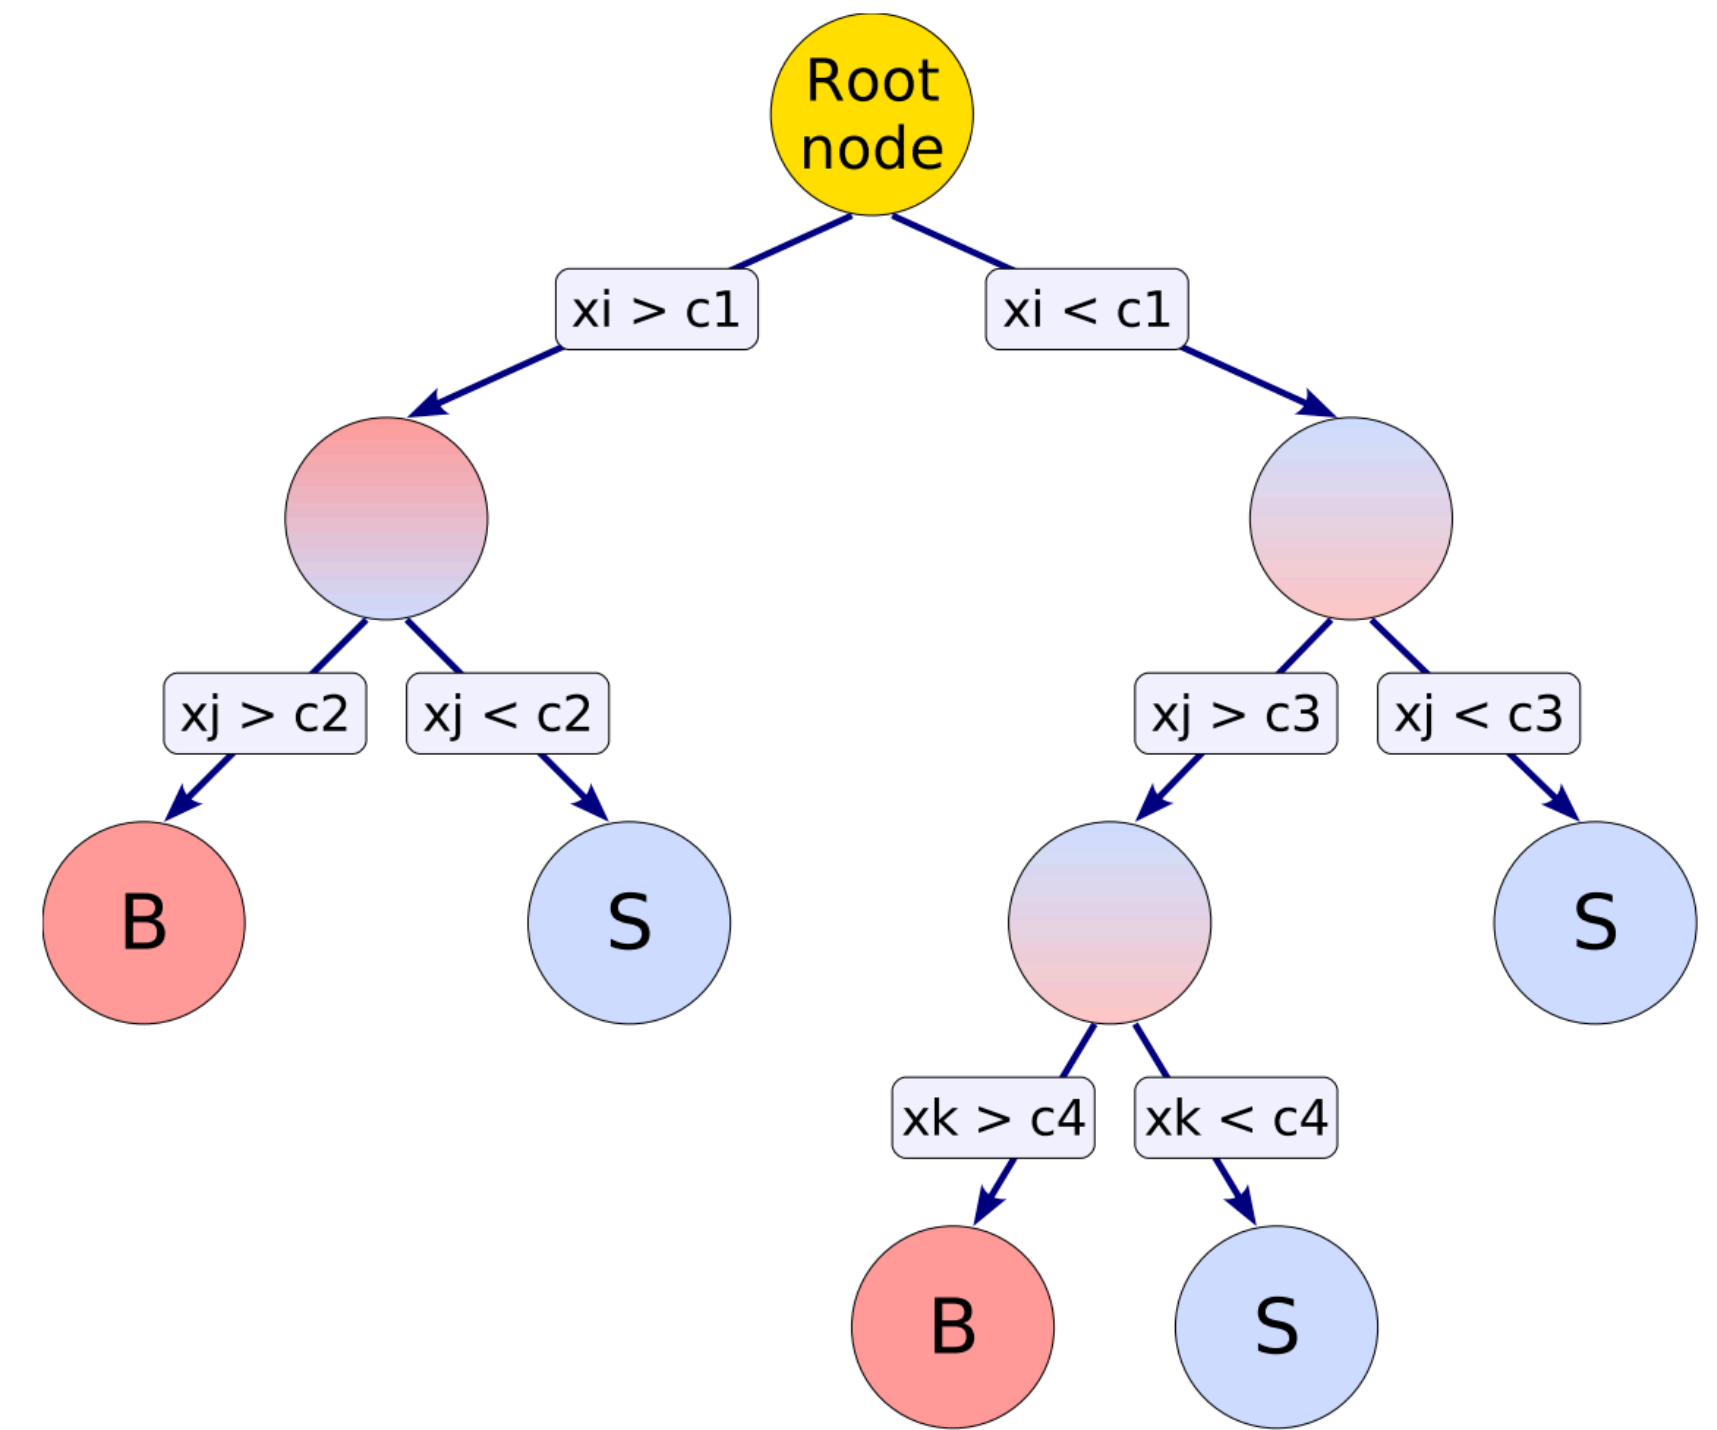 Root
node
xi > c1
xi < c1
xj > c2
xj < c2
xj > c3
xj < c3
B
S
S
xk > c4
xk < c4
B
S